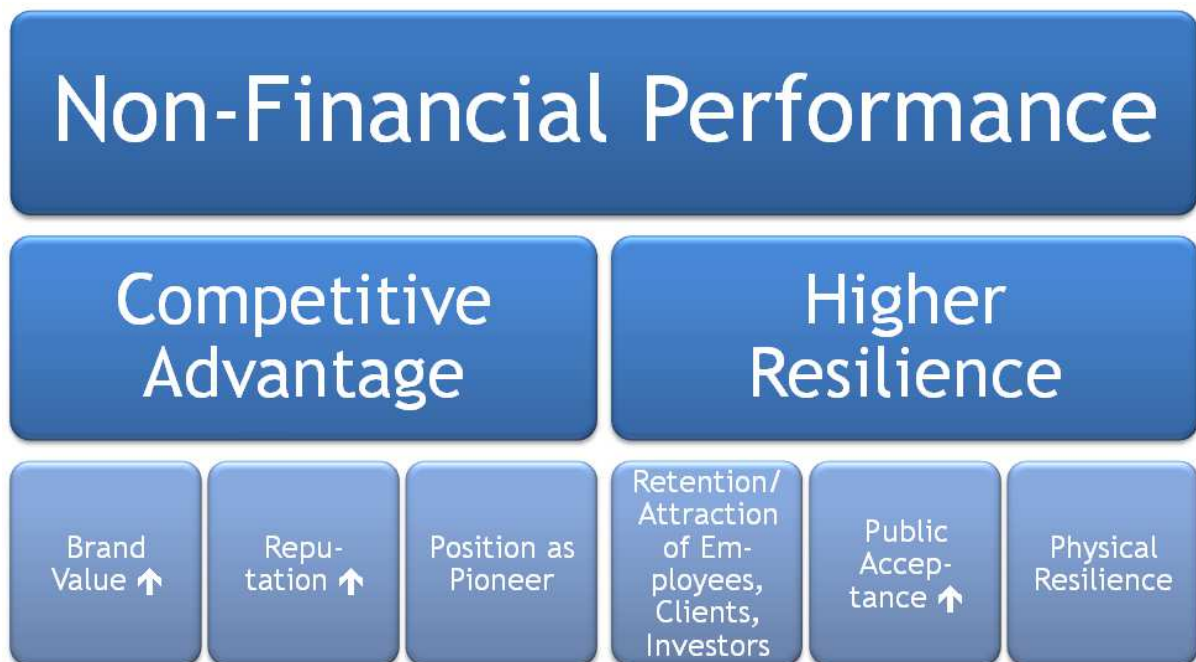 Non-Financial Performance
Competitive
Advantage
Higher
Resilience
Brand
Value ↑
Repu-
tation ↑
Position as
Pioneer
Retention/
Attraction
of Em-
ployees,
Clients,
Investors
Public
Accep-
tance ↑
Physical
Resilience